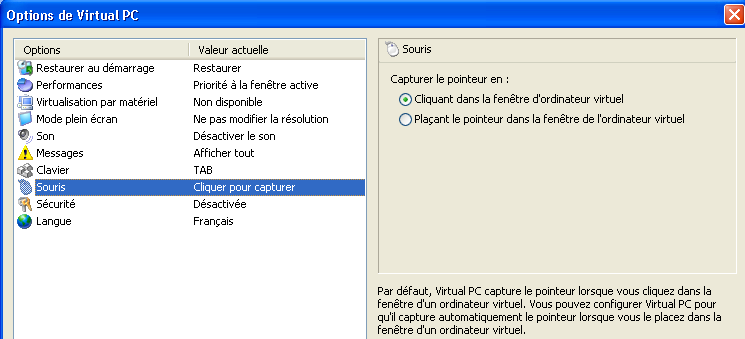 Options de Virtual PC
Options Valeur actuelle
Restaurer au démarrage Restaurer
Performances Priorité à la fenêtre active
Virtualisation par matériel Non disponible
Mode plein écran Ne pas modifier la résolution
Son Désactiver le son
Messages Afficher tout
Clavier TAB
Souris Cliquer pour capturer
Sécurité Désactivée
Langue Français
Souris
Capturer le pointeur en :
Cliquant dans la fenêtre d'ordinateur virtuel
Plaçant le pointeur dans la fenêtre de l'ordinateur virtuel
Par défaut, Virtual PC capture le pointeur lorsque vous cliquez dans la
fenêtre d'un ordinateur virtuel. Vous pouvez configurer Virtual PC pour
qu'il capture automatiquement le pointeur lorsque vous le placez dans la
fenêtre d'un ordinateur virtuel.